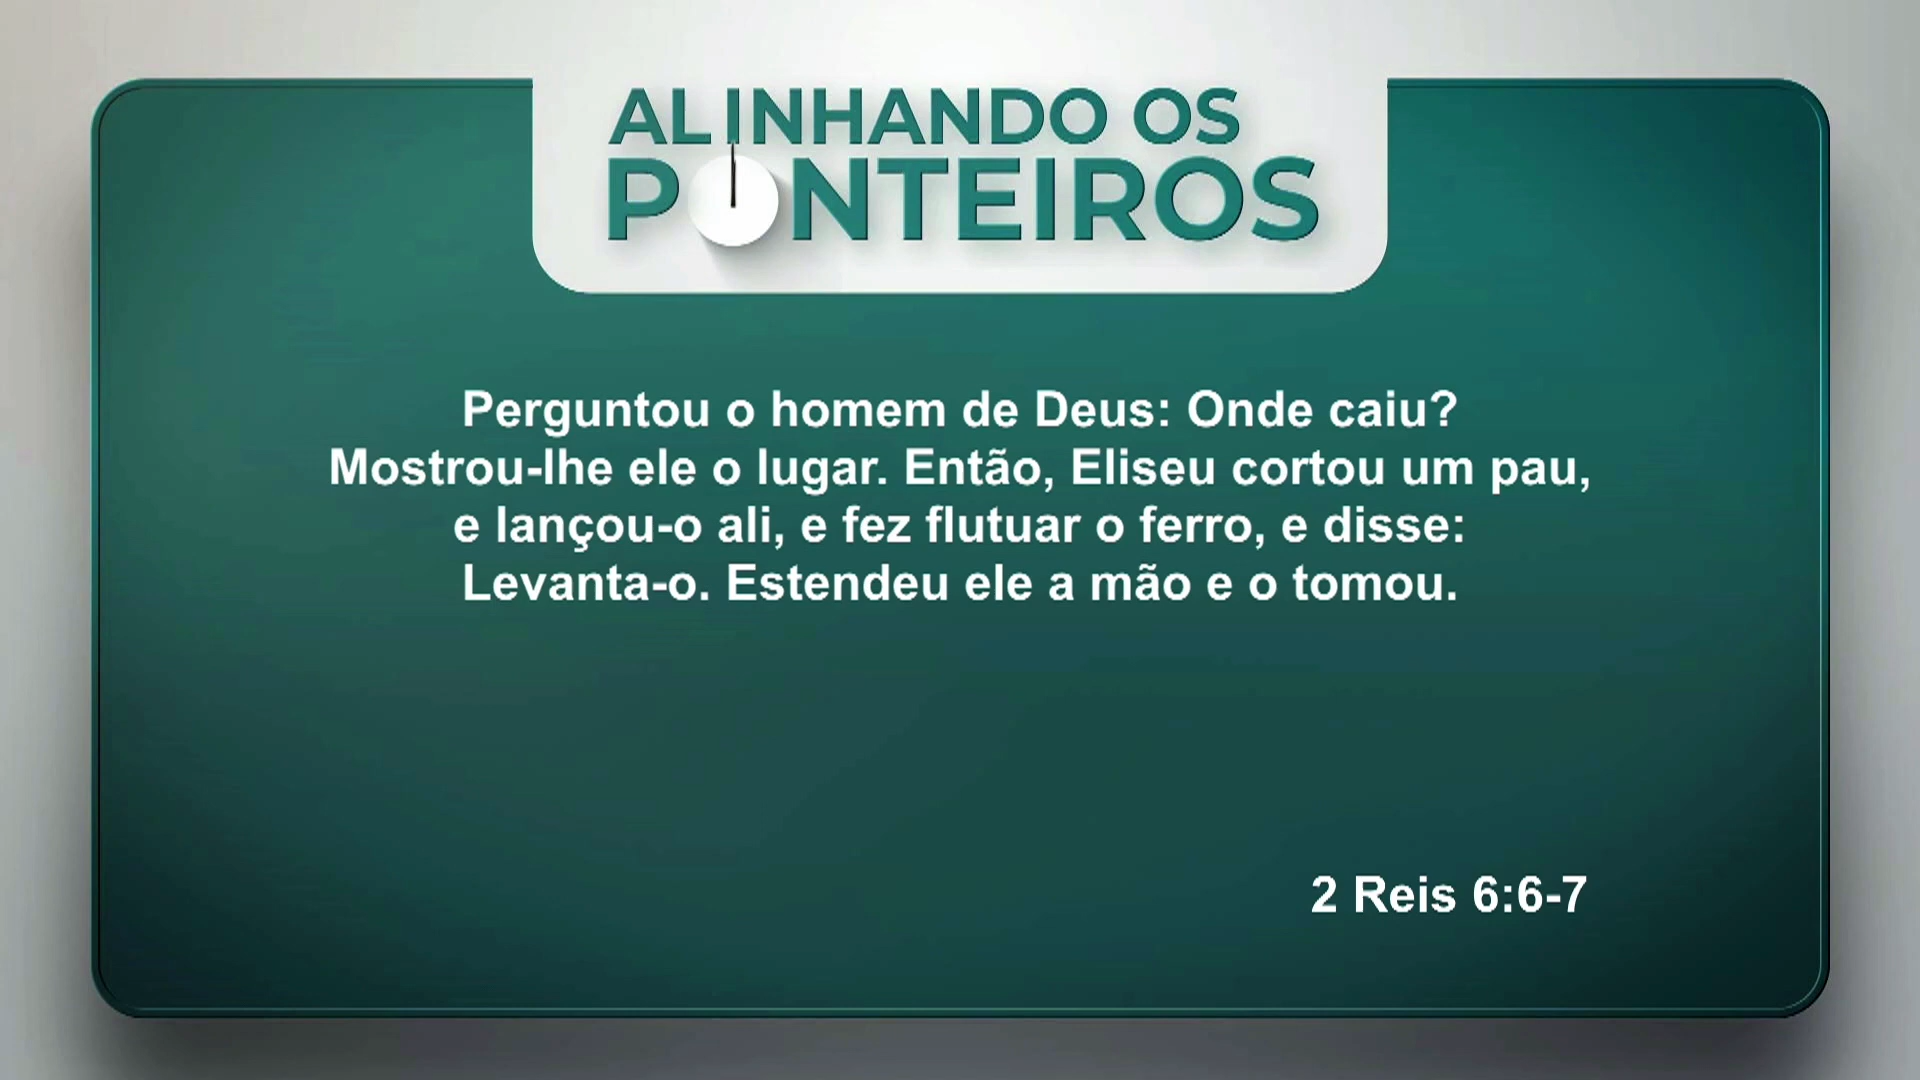 ALINHANDO OS
PONTEIROS
Perguntou o homem de Deus: Onde caiu?
Mostrou-lhe ele o lugar. Então, Eliseu cortou um pau,
e lançou-o ali, e fez flutuar o ferro, e disse:
Levanta-o. Estendeu ele a mão e o tomou.
2 Reis 6:6-7